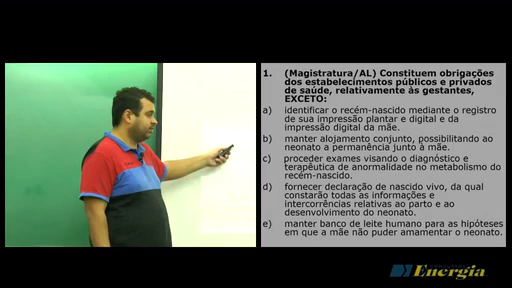 1. (Magistratura/AL) Constituem obrigações
dos estabelecimentos públicos e privados
de saúde, relativamente às gestantes,
EXCETO:
a) identificar o recém-nascido mediante o registro
de sua impressão plantar e digital e da
impressão digital da mãe.
b) manter alojamento conjunto, possibilitando ao
neonato a permanência junto à mãe.
c) proceder exames visando o diagnóstico e
terapêutica de anormalidade no metabolismo do
recém-nascido.
d) fornecer declaração de nascido vivo, da qual
constarão todas as informações e
intercorrências relativas ao parto e ao
desenvolvimento do neonato.
e) manter banco de leite humano para as hipóteses
em que a mãe não puder amamentar o neonato.
Energia